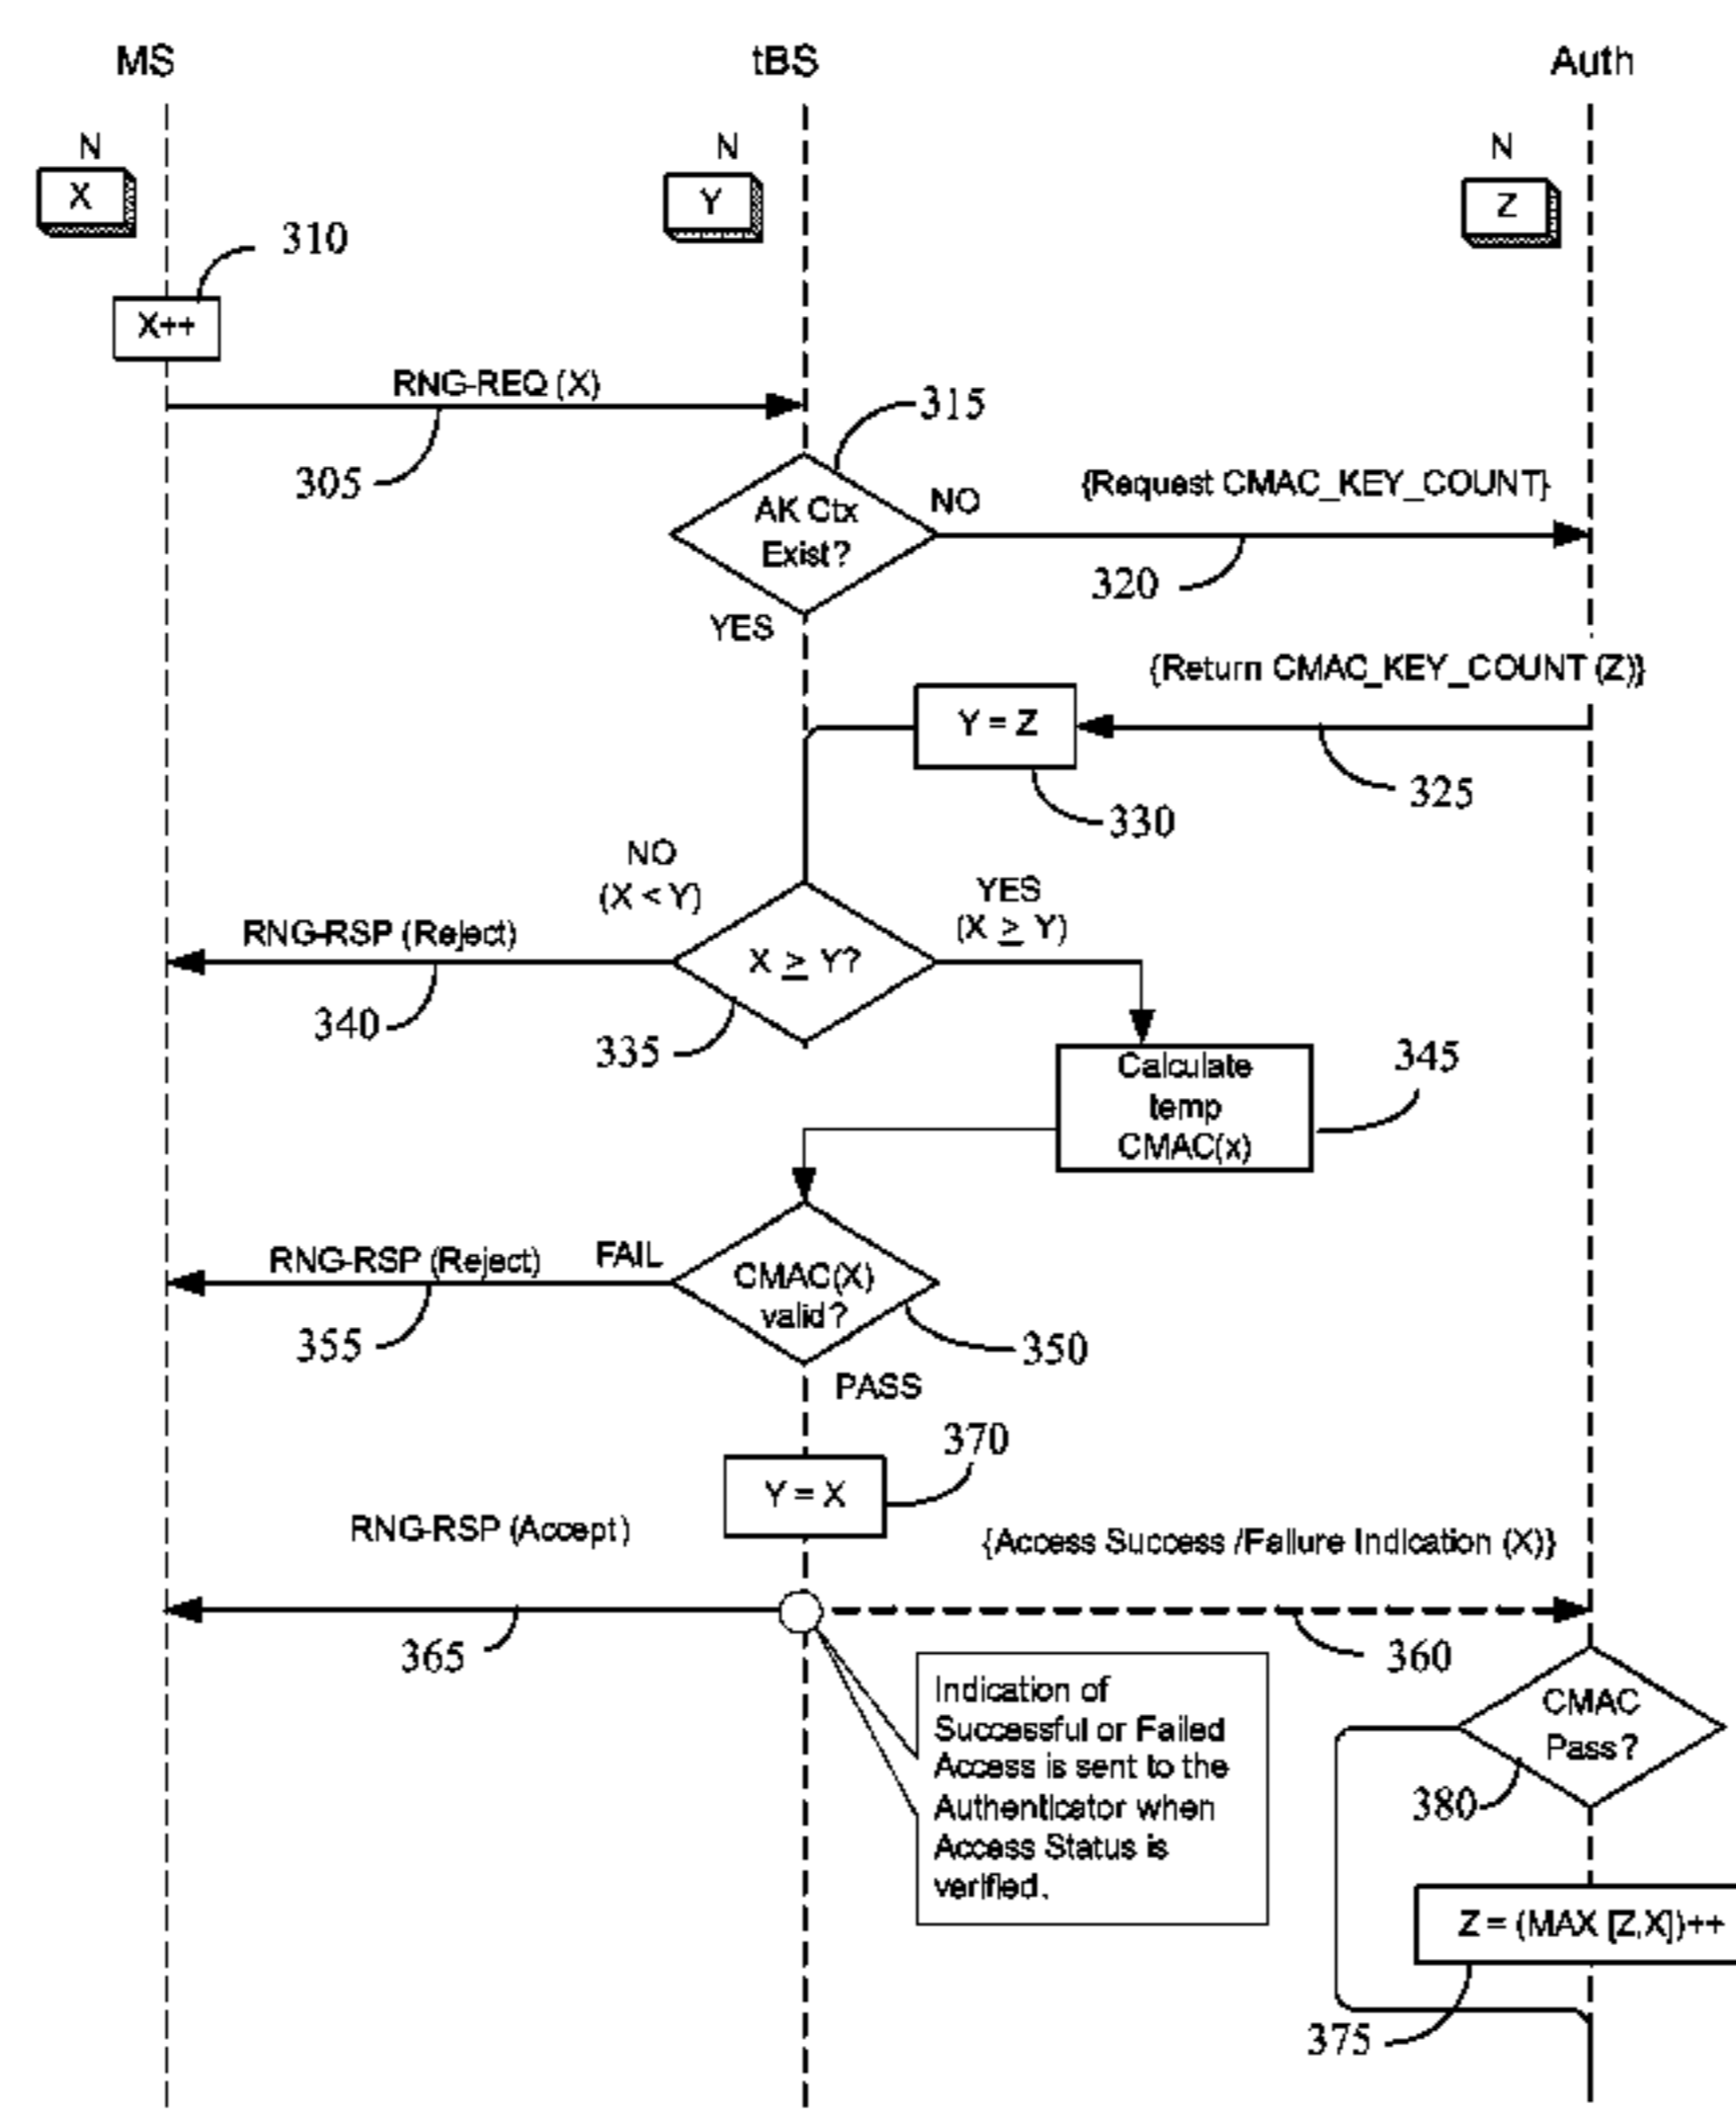 MS
tBS
Auth
N
N
N
X
Y
Z
310
X++
RNG-REQ (X)
305
315
AK Ctx
Exist?
NO
{Request CMAC_KEY_COUNT}
320
YES
{Return CMAC_KEY_COUNT (Z)}
Y = Z
325
330
NO
(X < Y)
YES
(X ≥ Y)
RNG-RSP (Reject)
X ≥ Y?
340
335
Calculate
temp
CMAC(x)
345
RNG-RSP (Reject)
FAIL
CMAC(X)
valid?
355
350
PASS
370
Y = X
RNG-RSP (Accept)
{Access Success /Failure Indication (X)}
365
360
Indication of
Successful or Failed
Access is sent to the
Authenticator when
Access Status is
verified.
CMAC
Pass?
380
Z = (MAX [Z,X])++
375